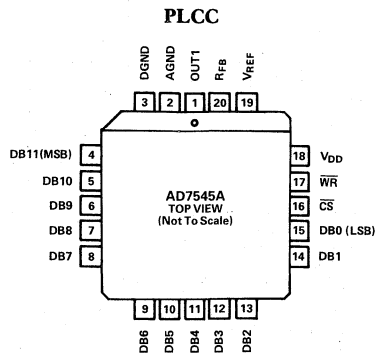 PLCC
DGND AGND OUT1 RFB VREF
3 2 1 20 19
DB11(MSB) 4
DB10 5
DB9 6
DB8 7
DB7 8
AD7545A
TOP VIEW
(Not To Scale)
18 VDD
17 WR
16 CS
15 DB0 (LSB)
14 DB1
9 10 11 12 13
DB6 DB5 DB4 DB3 DB2